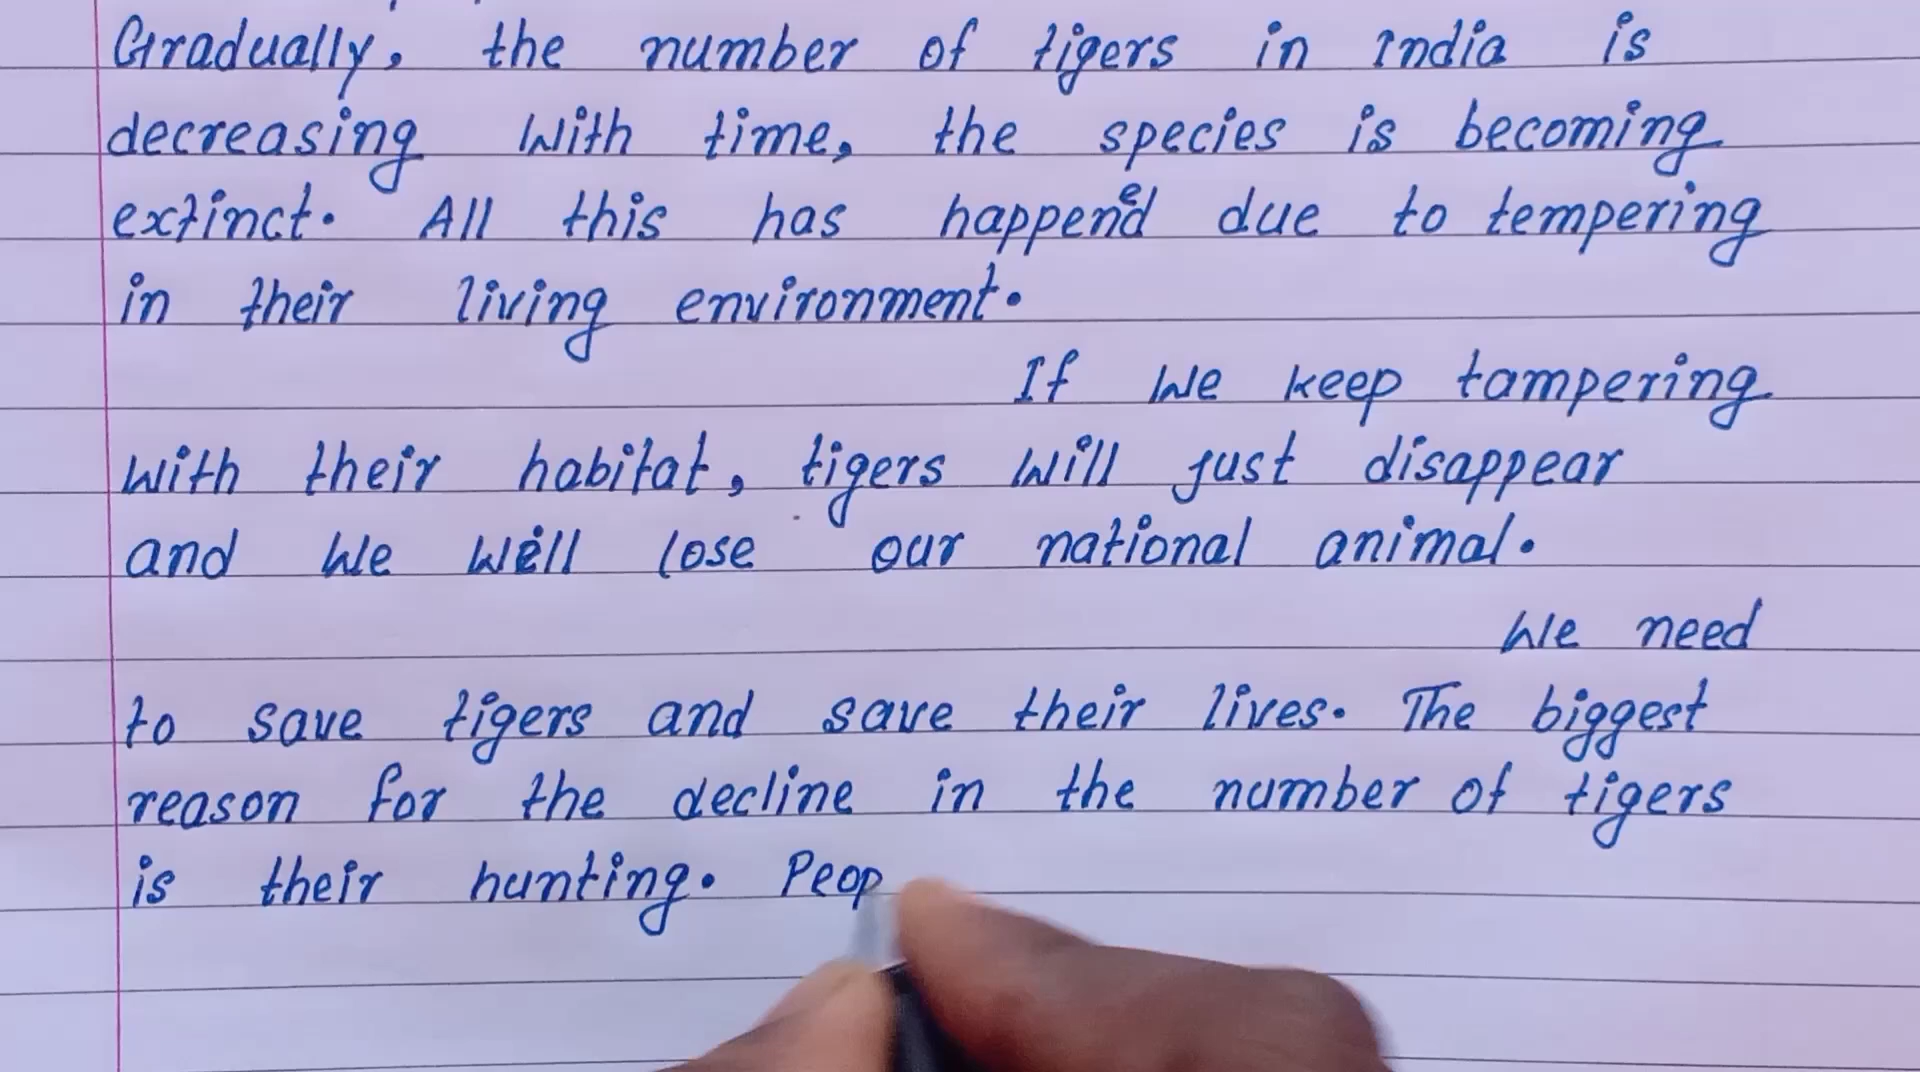 Gradually, the number of tigers in India is
decreasing with time, the species is becoming
extinct. All this has happened due to tempering
in their living environment.
If we keep tampering
with their habitat, tigers will just disappear
and we will lose our national animal.
We need
to save tigers and save their lives. The biggest
reason for the decline in the number of tigers
is their hunting. Peop